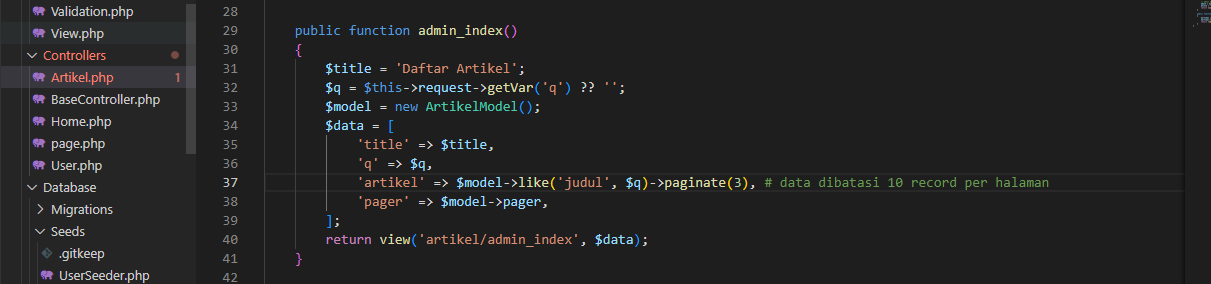 Validation.php
View.php
Controllers
Artikel.php 1
BaseController.php
Home.php
page.php
User.php
Database
Migrations
Seeds
.gitkeep
UserSeeder.php
28
29 public function admin_index()
30 {
31 $title = 'Daftar Artikel';
32 $q = $this->request->getVar('q') ?? '';
33 $model = new ArtikelModel();
34 $data = [
35 'title' => $title,
36 'q' => $q,
37 'artikel' => $model->like('judul', $q)->paginate(3), # data dibatasi 10 record per halaman
38 'pager' => $model->pager,
39 ];
40 return view('artikel/admin_index', $data);
41 }
42